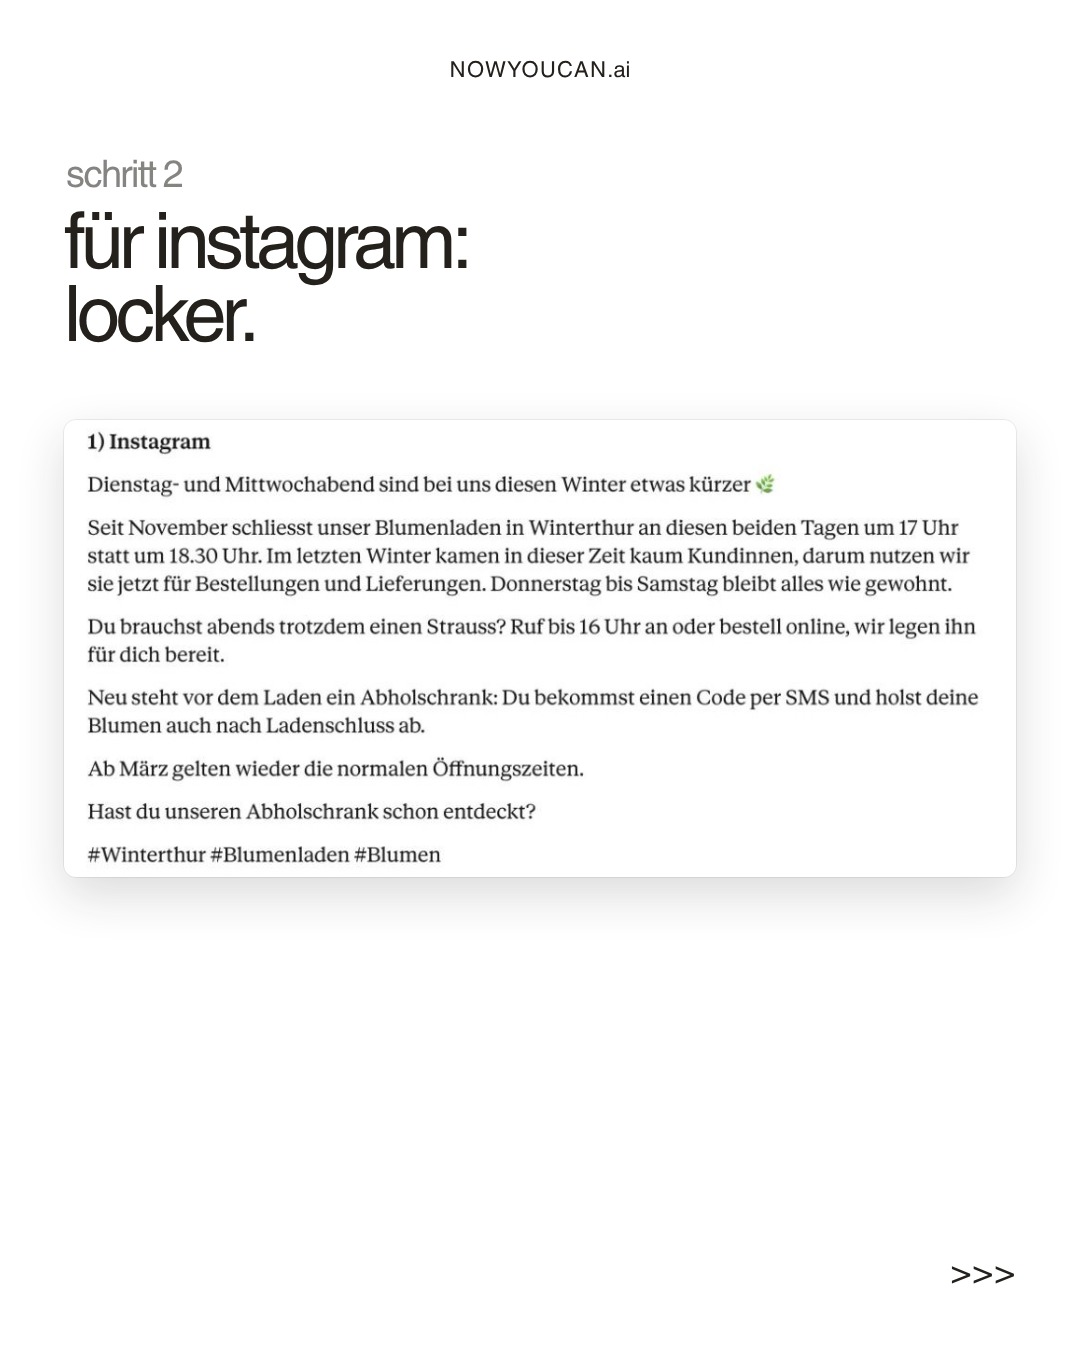 NOWYOUCAN.ai
schritt 2
für instagram:
locker.
1) Instagram
Dienstag- und Mittwochabend sind bei uns diesen Winter etwas kürzer 🌿
Seit November schliesst unser Blumenladen in Winterthur an diesen beiden Tagen um 17 Uhr
statt um 18.30 Uhr. Im letzten Winter kamen in dieser Zeit kaum Kundinnen, darum nutzen wir
sie jetzt für Bestellungen und Lieferungen. Donnerstag bis Samstag bleibt alles wie gewohnt.
Du brauchst abends trotzdem einen Strauss? Ruf bis 16 Uhr an oder bestell online, wir legen ihn
für dich bereit.
Neu steht vor dem Laden ein Abholschrank: Du bekommst einen Code per SMS und holst deine
Blumen auch nach Ladenschluss ab.
Ab März gelten wieder die normalen Öffnungszeiten.
Hast du unseren Abholschrank schon entdeckt?
#Winterthur #Blumenladen #Blumen
>>>